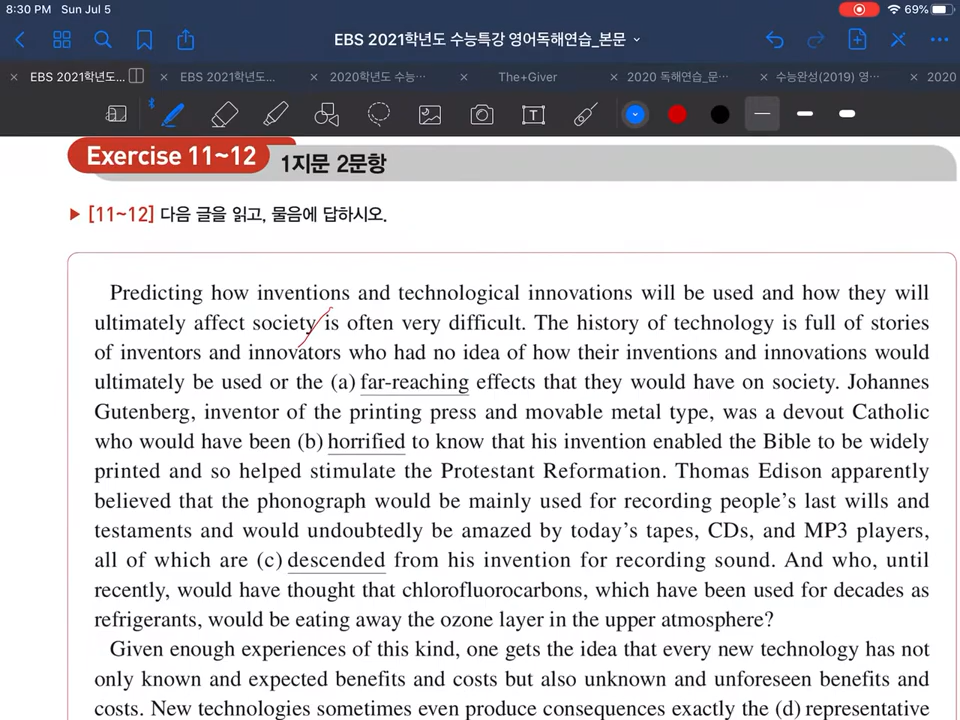 8:30 PM Sun Jul 5 69%
EBS 2021학년도 수능특강 영어독해연습_본문
EBS 2021학년도... EBS 2021학년도... 2020학년도 수능... The+Giver 2020 독해연습_문... 수능완성(2019) 영... 2020
Exercise 11~12 1지문 2문항
▶ [11~12] 다음 글을 읽고, 물음에 답하시오.
Predicting how inventions and technological innovations will be used and how they will
ultimately affect society is often very difficult. The history of technology is full of stories
of inventors and innovators who had no idea of how their inventions and innovations would
ultimately be used or the (a) far-reaching effects that they would have on society. Johannes
Gutenberg, inventor of the printing press and movable metal type, was a devout Catholic
who would have been (b) horrified to know that his invention enabled the Bible to be widely
printed and so helped stimulate the Protestant Reformation. Thomas Edison apparently
believed that the phonograph would be mainly used for recording people's last wills and
testaments and would undoubtedly be amazed by today's tapes, CDs, and MP3 players,
all of which are (c) descended from his invention for recording sound. And who, until
recently, would have thought that chlorofluorocarbons, which have been used for decades as
refrigerants, would be eating away the ozone layer in the upper atmosphere?
Given enough experiences of this kind, one gets the idea that every new technology has not
only known and expected benefits and costs but also unknown and unforeseen benefits and
costs. New technologies sometimes even produce consequences exactly the (d) representative